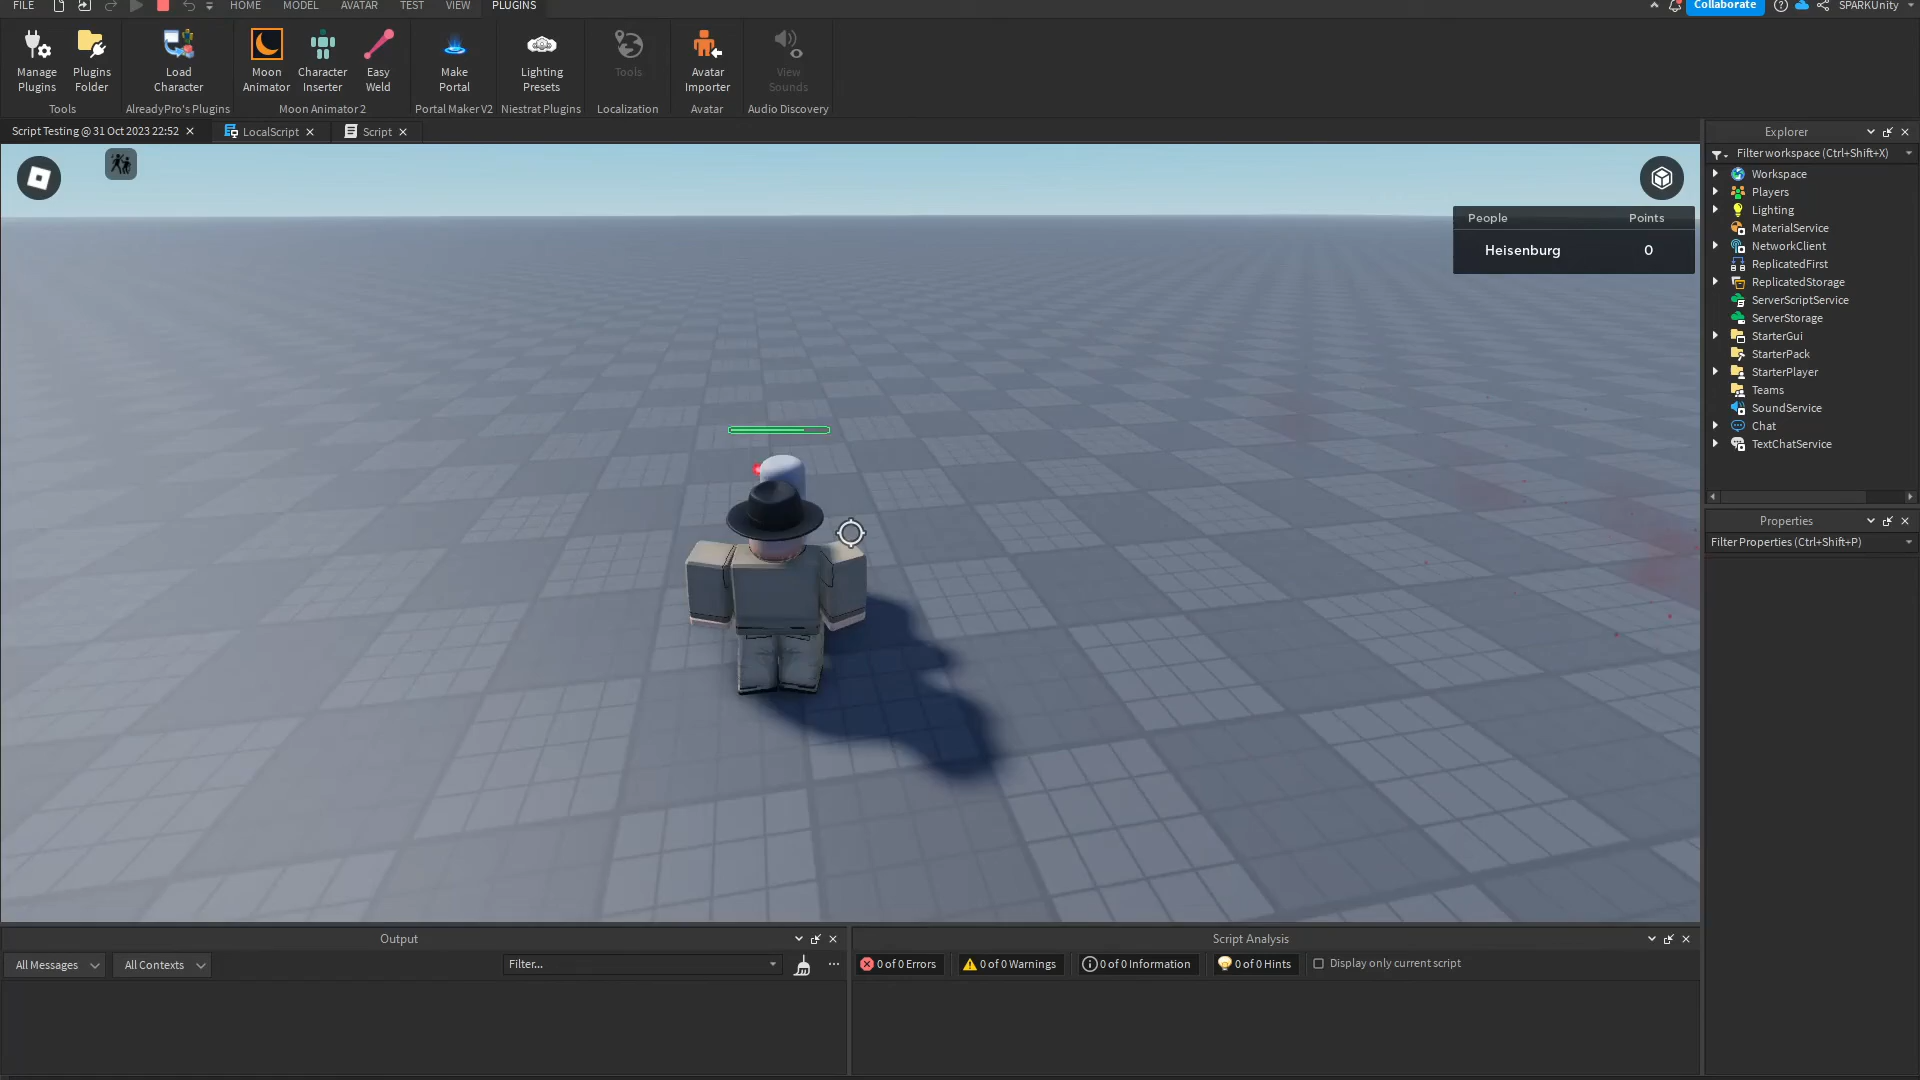 FILE
HOME
MODEL
AVATAR
TEST
VIEW
PLUGINS
Collaborate
SPARKUnity
Manage Plugins
Plugins Folder
Load Character
Moon Animator
Character Inserter
Easy Weld
Make Portal
Lighting Presets
Tools
Avatar Importer
View Sounds
Tools
AlreadyPro's Plugins
Moon Animator 2
Portal Maker V2
Niestrat Plugins
Localization
Avatar
Audio Discovery
Script Testing @ 31 Oct 2023 22:52
LocalScript
Script
People Points
Heisenburg 0
Explorer
Filter workspace (Ctrl+Shift+X)
Workspace
Players
Lighting
MaterialService
NetworkClient
ReplicatedFirst
ReplicatedStorage
ServerScriptService
ServerStorage
StarterGui
StarterPack
StarterPlayer
Teams
SoundService
Chat
TextChatService
Properties
Filter Properties (Ctrl+Shift+P)
Output
All Messages
All Contexts
Filter...
Script Analysis
0 of 0 Errors
0 of 0 Warnings
0 of 0 Information
0 of 0 Hints
Display only current script